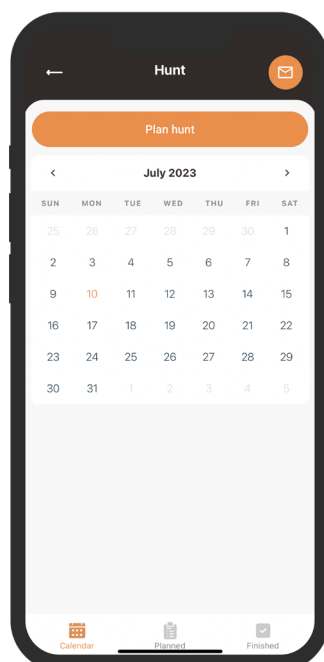 Hunt
Plan hunt
July 2023
SUN MON TUE WED THU FRI SAT
25 26 27 28 29 30 1
2 3 4 5 6 7 8
9 10 11 12 13 14 15
16 17 18 19 20 21 22
23 24 25 26 27 28 29
30 31 1 2 3 4 5
Calendar Planned Finished